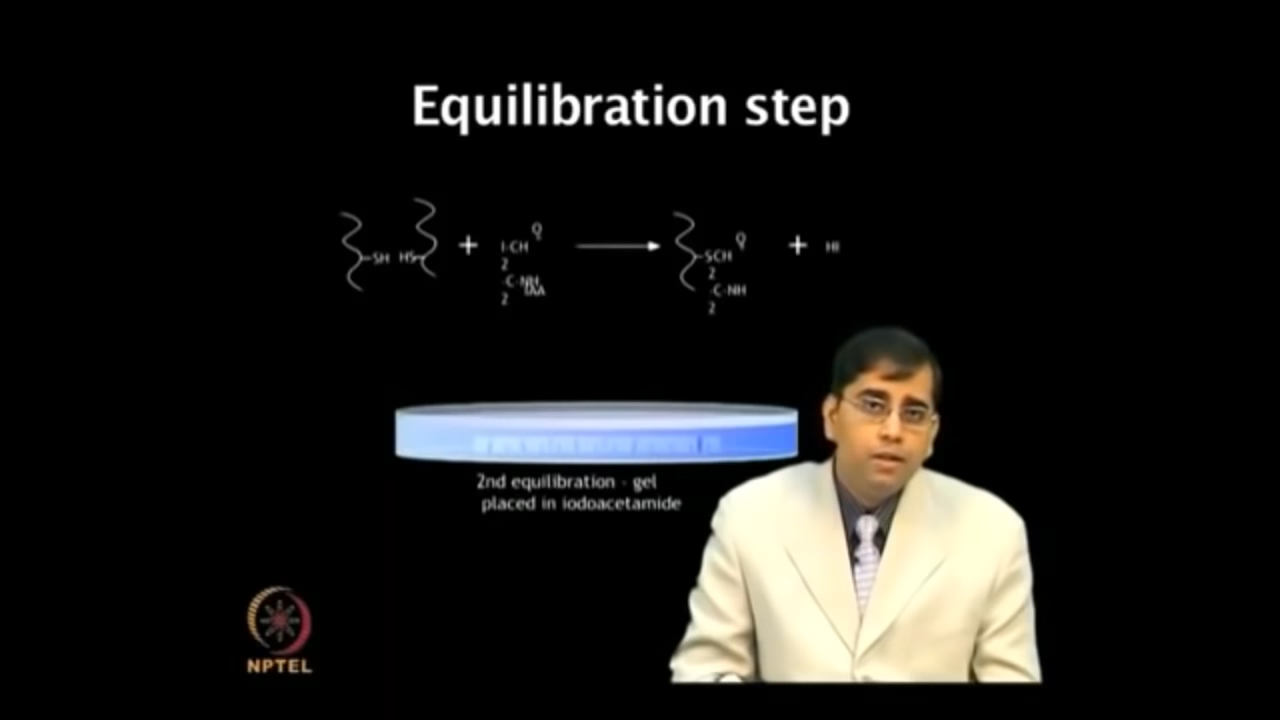 Equilibration step
SH HS
+
I-CH
2
O
C-NH
2
IAA
SCH
2
O
C-NH
2
+
HI
2nd equilibration - gel
placed in iodoacetamide
NPTEL